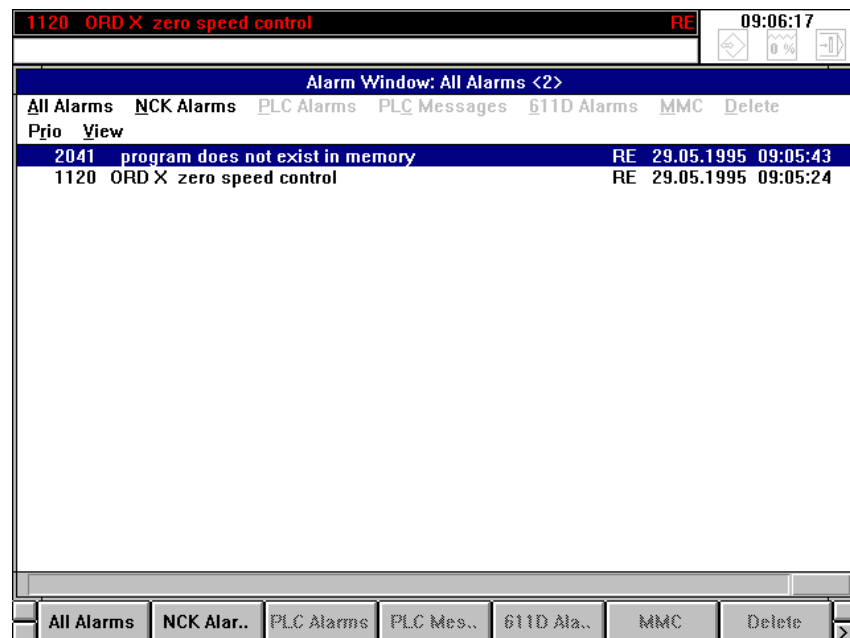 1120 ORD X zero speed control RE 09:06:17
0 %
Alarm Window: All Alarms <2>
All Alarms NCK Alarms PLC Alarms PLC Messages 611D Alarms MMC Delete
Prio View
2041 program does not exist in memory RE 29.05.1995 09:05:43
1120 ORD X zero speed control RE 29.05.1995 09:05:24
All Alarms NCK Alar.. PLC Alarms PLC Mes.. 611D Ala.. MMC Delete >